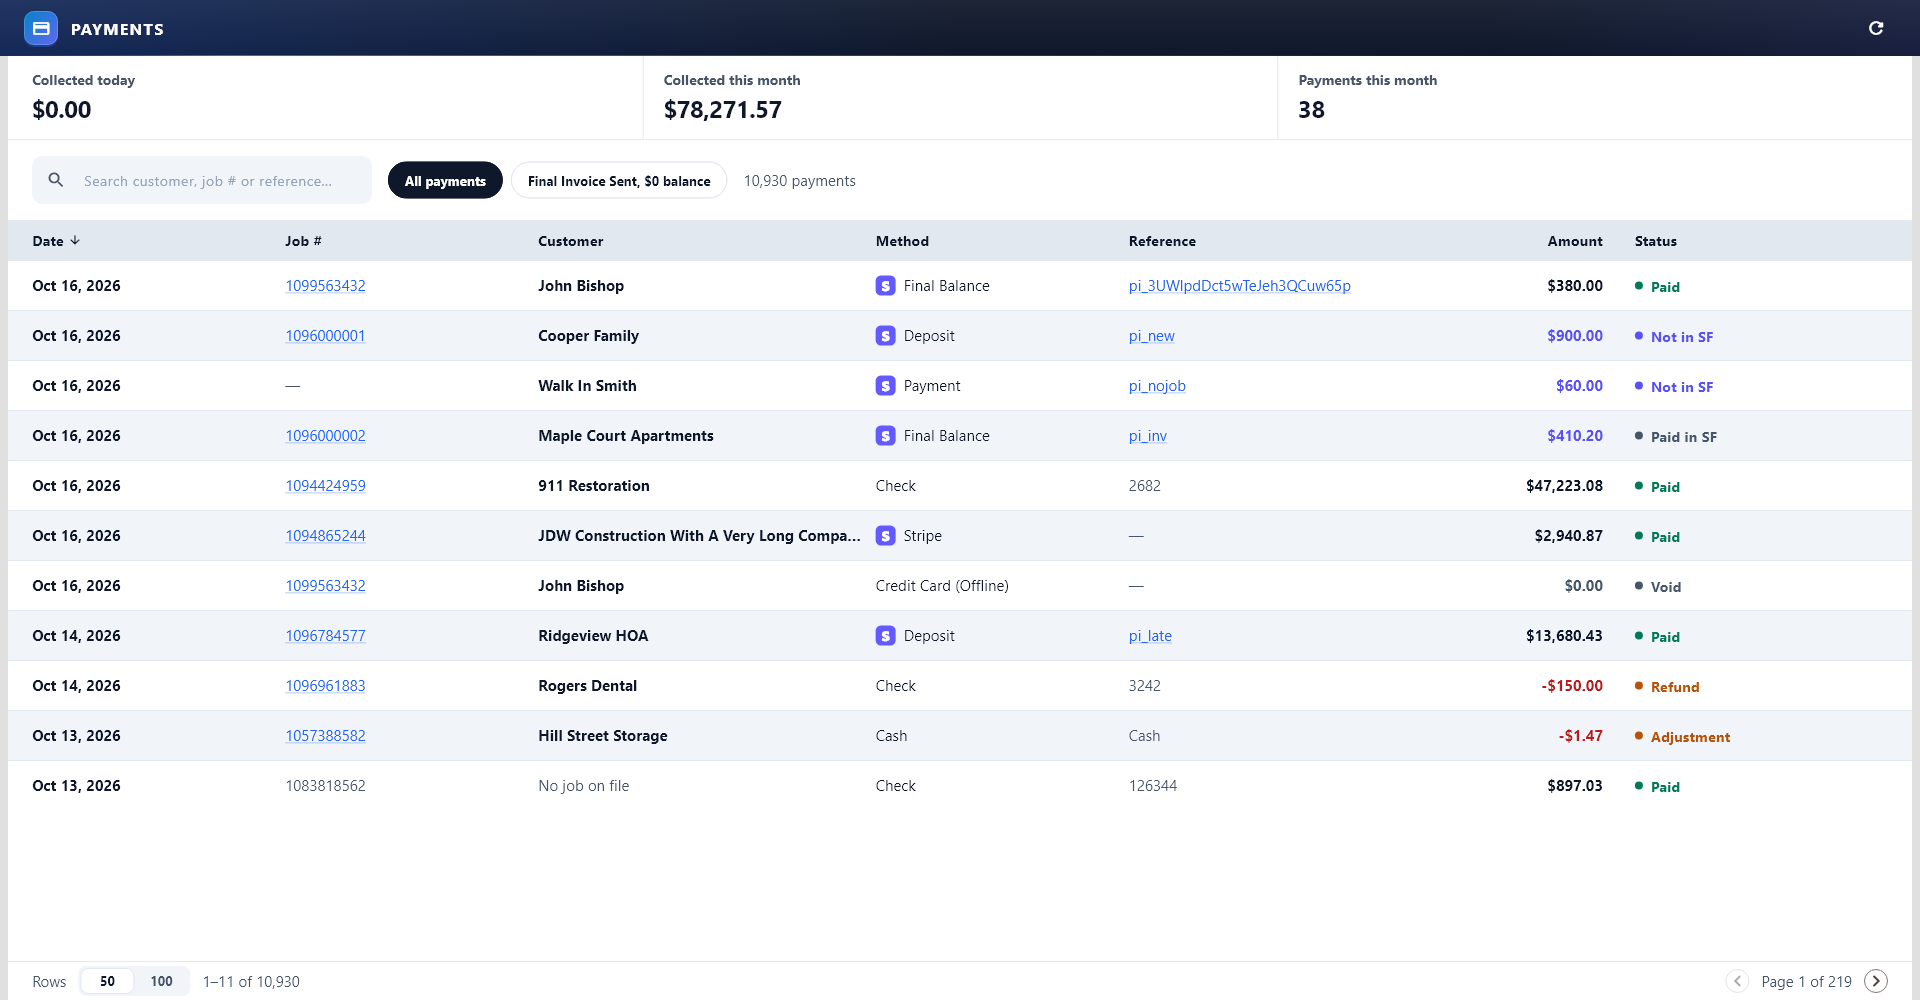 PAYMENTS
Collected today
$0.00
Collected this month
$78,271.57
Payments this month
38
Search customer, job # or reference...
All payments
Final Invoice Sent, $0 balance
10,930 payments
Date ↓ Job # Customer Method Reference Amount Status
Oct 16, 2026 1099563432 John Bishop S Final Balance pi_3UWlpdDct5wTeJeh3QCuw65p $380.00 Paid
Oct 16, 2026 1096000001 Cooper Family S Deposit pi_new $900.00 Not in SF
Oct 16, 2026 — Walk In Smith S Payment pi_nojob $60.00 Not in SF
Oct 16, 2026 1096000002 Maple Court Apartments S Final Balance pi_inv $410.20 Paid in SF
Oct 16, 2026 1094424959 911 Restoration Check 2682 $47,223.08 Paid
Oct 16, 2026 1094865244 JDW Construction With A Very Long Compa... S Stripe — $2,940.87 Paid
Oct 16, 2026 1099563432 John Bishop Credit Card (Offline) — $0.00 Void
Oct 14, 2026 1096784577 Ridgeview HOA S Deposit pi_late $13,680.43 Paid
Oct 14, 2026 1096961883 Rogers Dental Check 3242 -$150.00 Refund
Oct 13, 2026 1057388582 Hill Street Storage Cash Cash -$1.47 Adjustment
Oct 13, 2026 1083818562 No job on file Check 126344 $897.03 Paid
Rows 50 100 1–11 of 10,930 Page 1 of 219